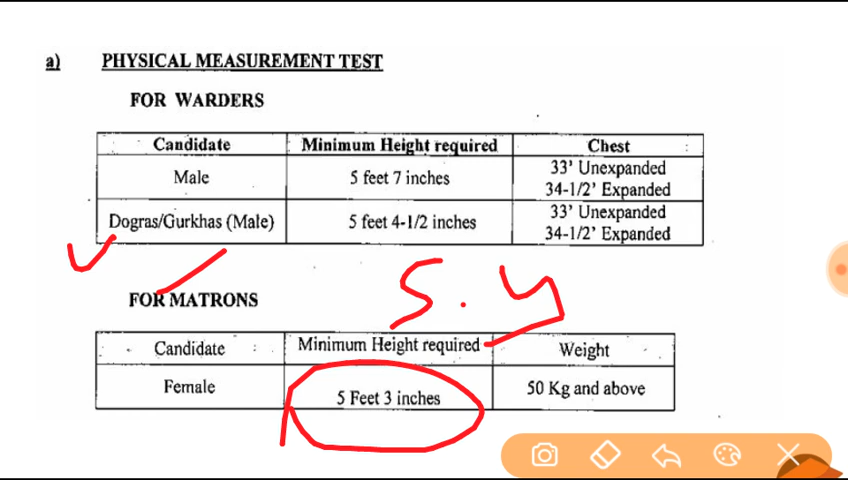 a) PHYSICAL MEASUREMENT TEST
FOR WARDERS
Candidate Minimum Height required Chest
Male 5 feet 7 inches 33' Unexpanded
34-1/2' Expanded
Dogras/Gurkhas (Male) 5 feet 4-1/2 inches 33' Unexpanded
34-1/2' Expanded
FOR MATRONS
Candidate Minimum Height required Weight
Female 5 Feet 3 inches 50 Kg and above